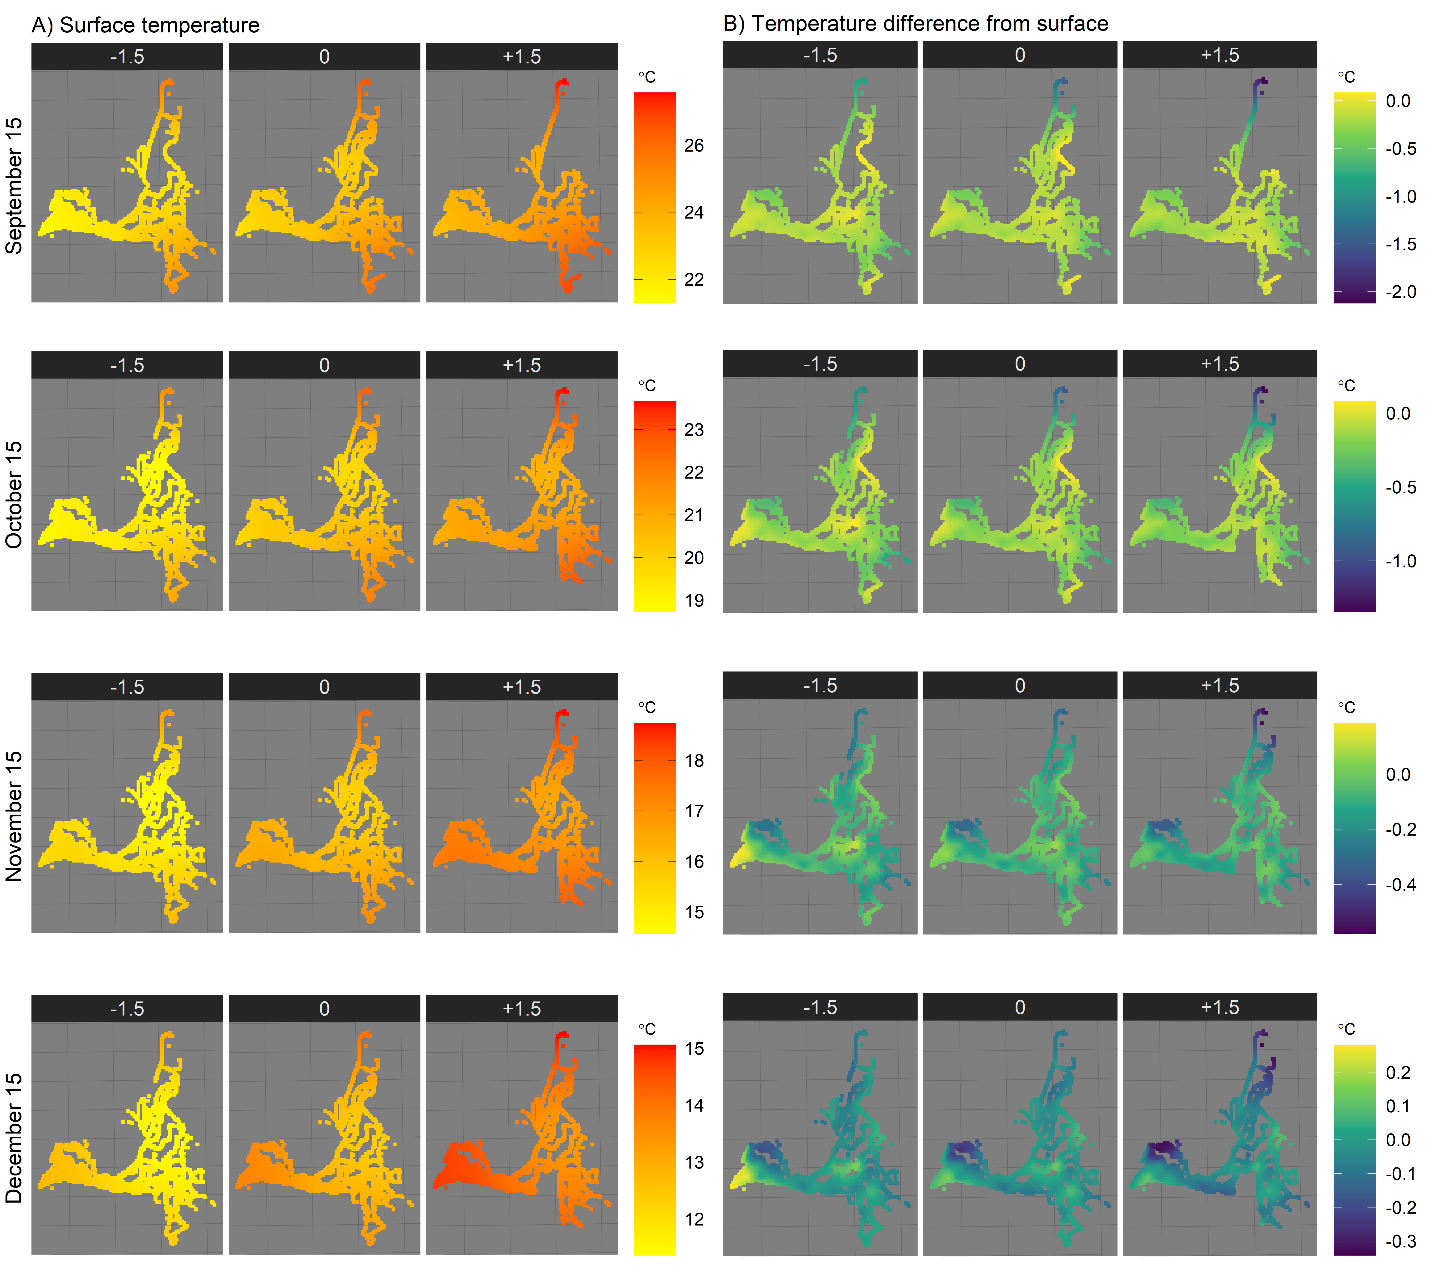 A) Surface temperature
B) Temperature difference from surface
September 15
-1.5 0 +1.5
°C
26
24
22
-1.5 0 +1.5
°C
0.0
-0.5
-1.0
-1.5
-2.0
October 15
-1.5 0 +1.5
°C
23
22
21
20
19
-1.5 0 +1.5
°C
0.0
-0.5
-1.0
November 15
-1.5 0 +1.5
°C
18
17
16
15
-1.5 0 +1.5
°C
0.0
-0.2
-0.4
December 15
-1.5 0 +1.5
°C
15
14
13
12
-1.5 0 +1.5
°C
0.2
0.1
0.0
-0.1
-0.2
-0.3